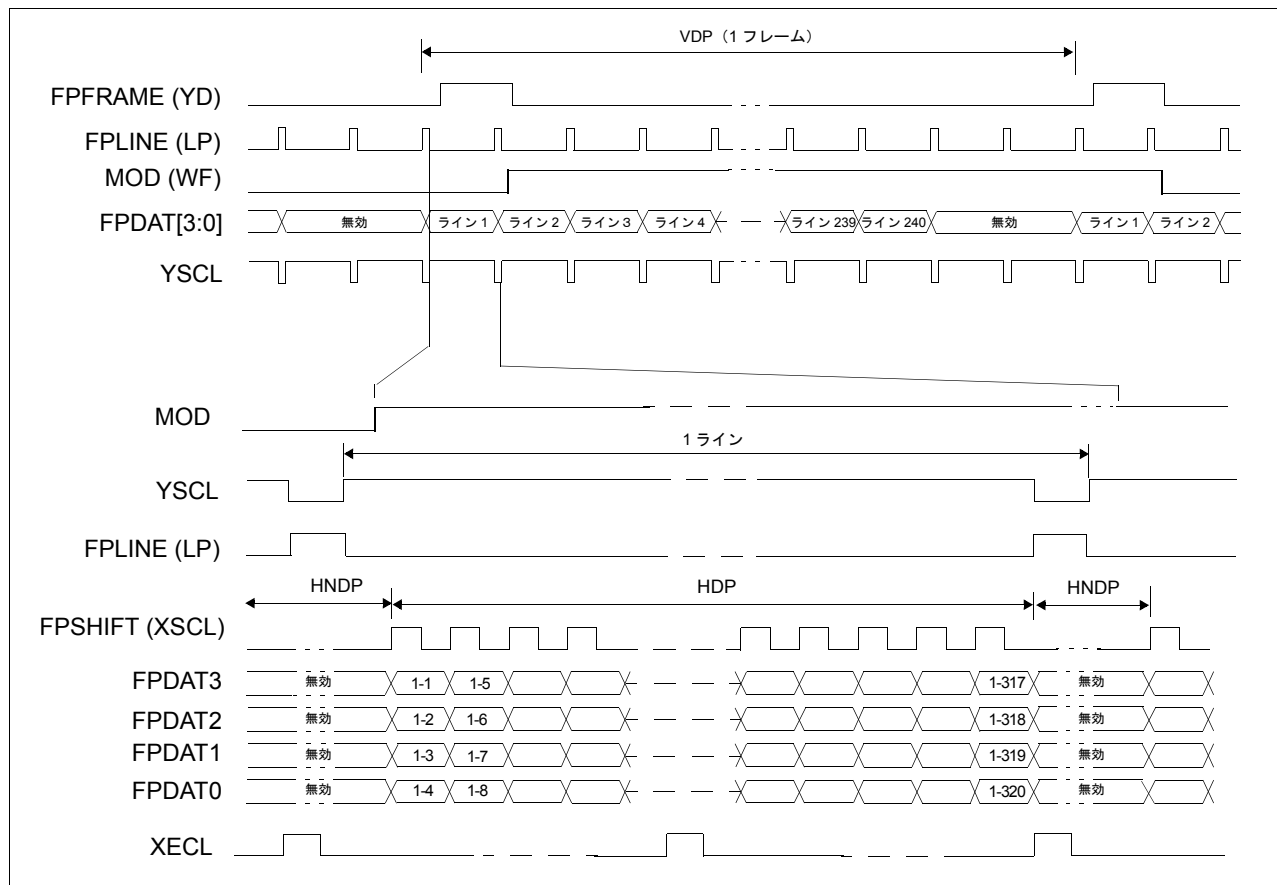 VDP（1 フレーム）
FPFRAME (YD)
FPLINE (LP)
MOD (WF)
FPDAT[3:0] 無効 ライン 1 ライン 2 ライン 3 ライン 4 ライン 239 ライン 240 無効 ライン 1 ライン 2
YSCL
MOD
1 ライン
YSCL
FPLINE (LP)
HNDP HDP HNDP
FPSHIFT (XSCL)
FPDAT3 無効 1-1 1-5 1-317 無効
FPDAT2 無効 1-2 1-6 1-318 無効
FPDAT1 無効 1-3 1-7 1-319 無効
FPDAT0 無効 1-4 1-8 1-320 無効
XECL